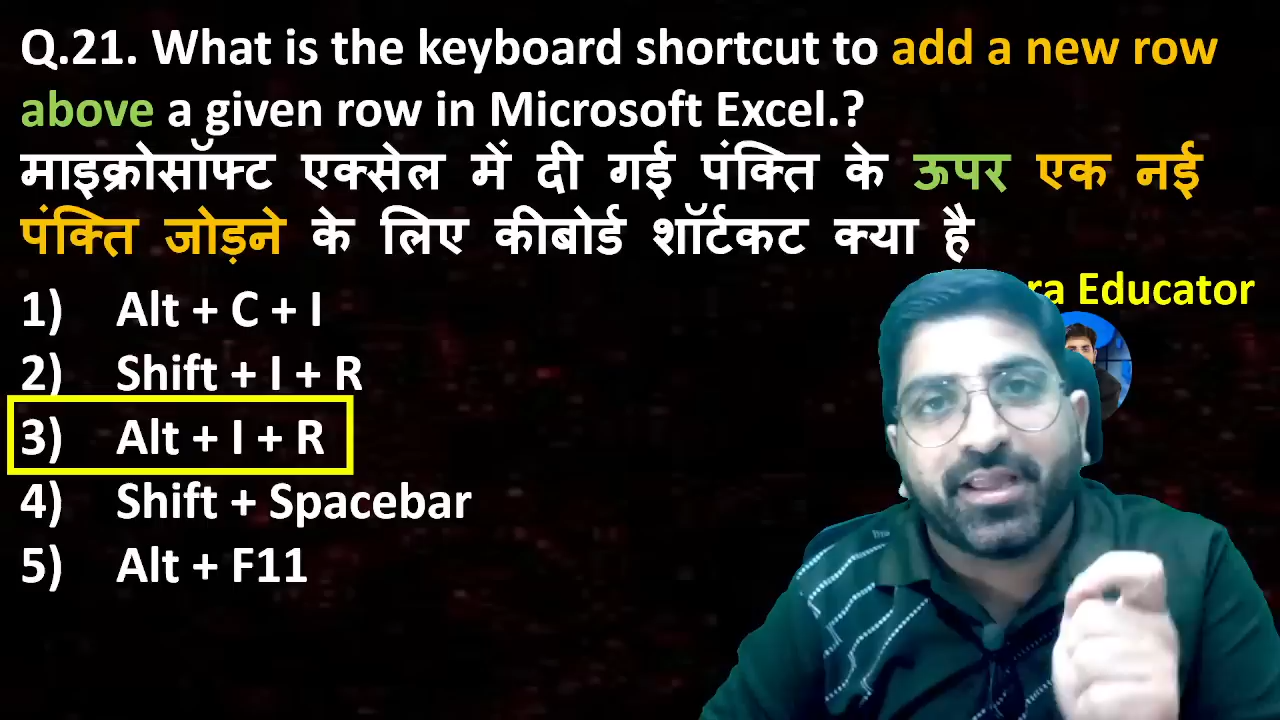 Q.21. What is the keyboard shortcut to add a new row
above a given row in Microsoft Excel.?
माइक्रोसॉफ्ट एक्सेल में दी गई पंक्ति के ऊपर एक नई
पंक्ति जोड़ने के लिए कीबोर्ड शॉर्टकट क्या है
ra Educator
1) Alt + C + I
2) Shift + I + R
3) Alt + I + R
4) Shift + Spacebar
5) Alt + F11